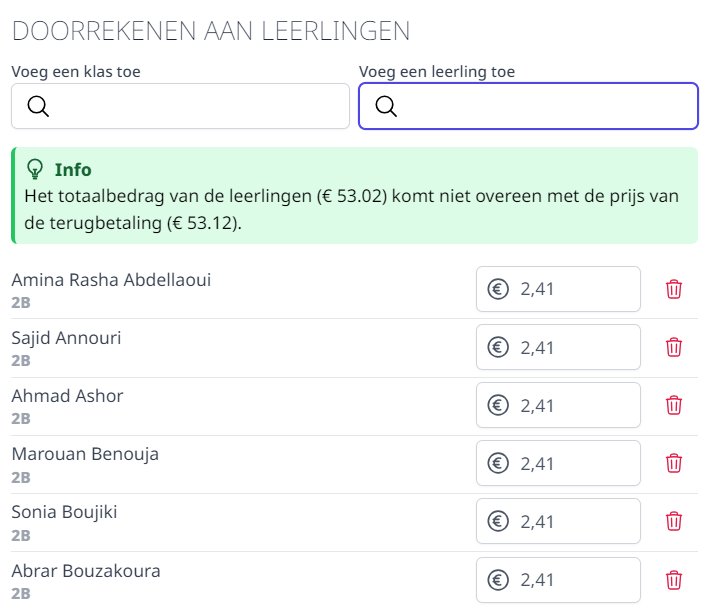 DOORREKENEN AAN LEERLINGEN
Voeg een klas toe
Voeg een leerling toe
Info
Het totaalbedrag van de leerlingen (€ 53.02) komt niet overeen met de prijs van
de terugbetaling (€ 53.12).
Amina Rasha Abdellaoui
2B
€ 2,41
Sajid Annouri
2B
€ 2,41
Ahmad Ashor
2B
€ 2,41
Marouan Benouja
2B
€ 2,41
Sonia Boujiki
2B
€ 2,41
Abrar Bouzakoura
2B
€ 2,41